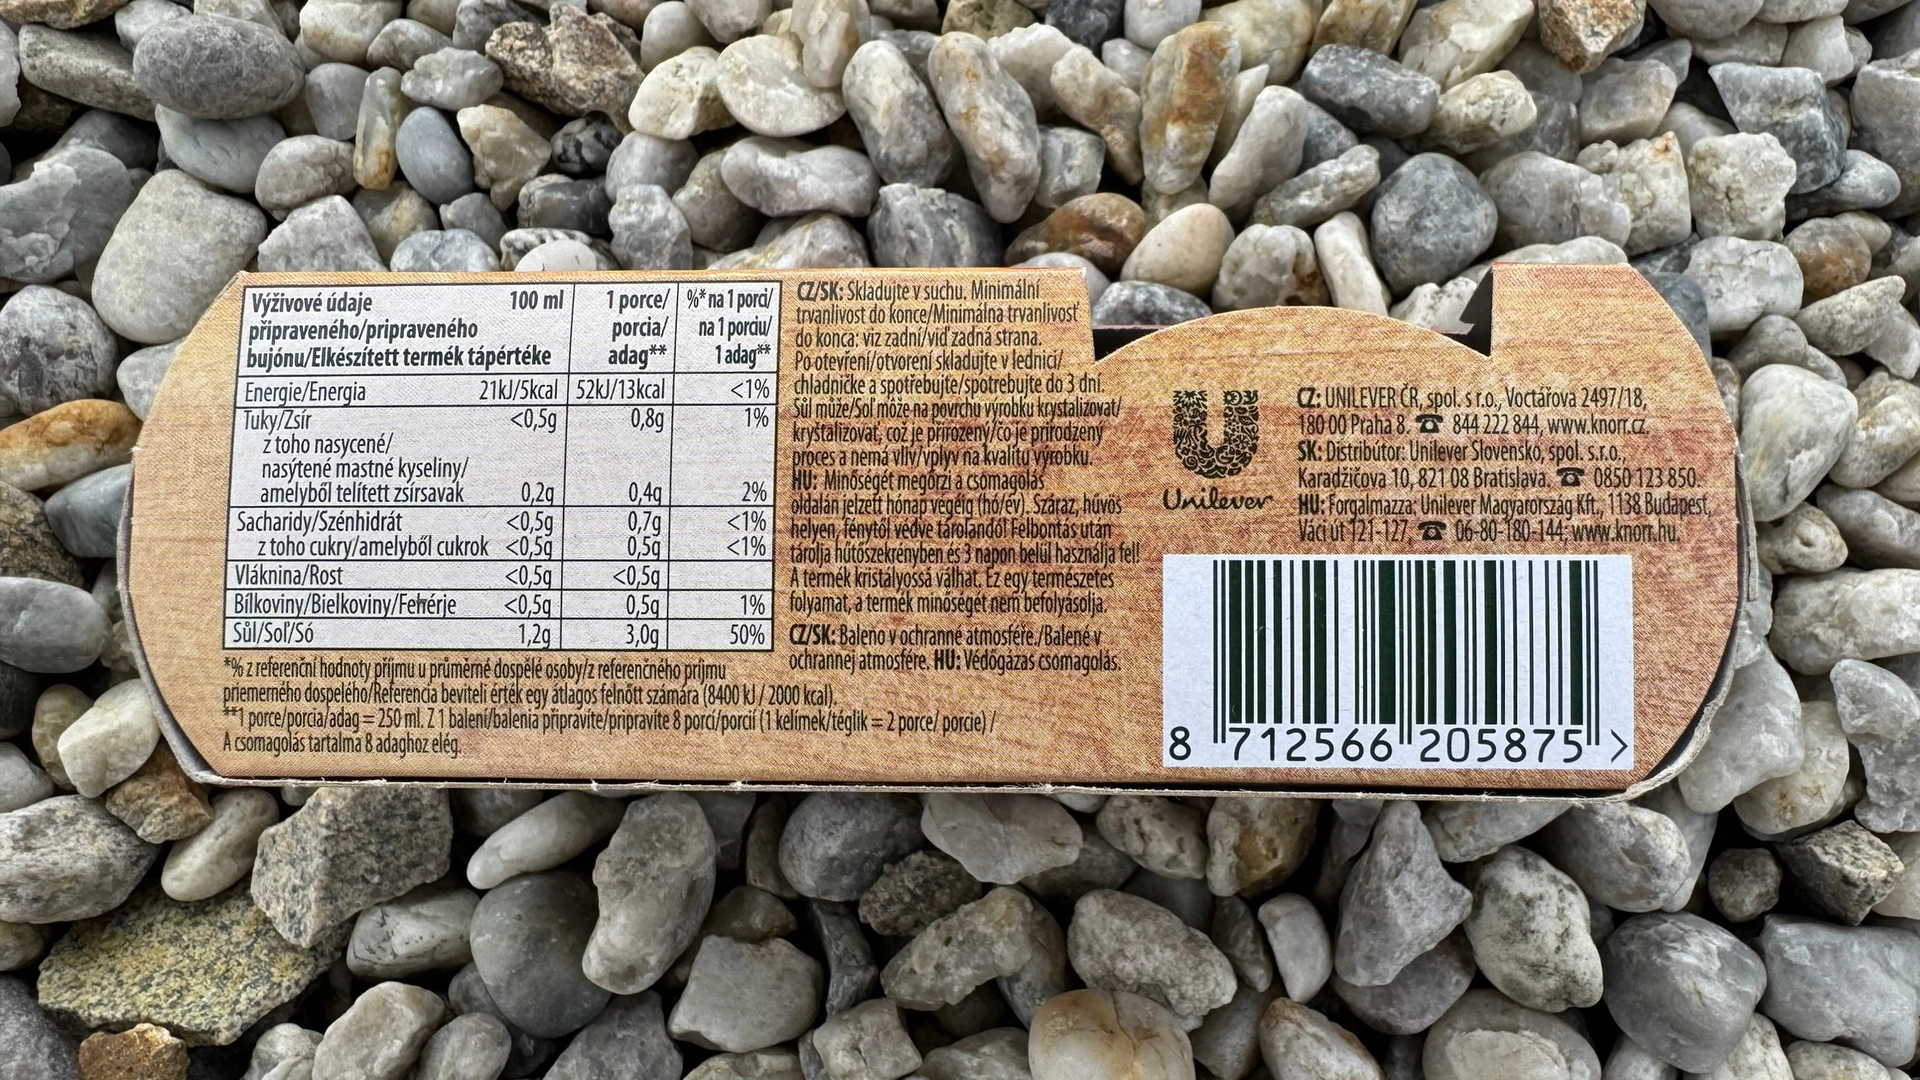 Výživové údaje 100 ml 1 porce/ %* na 1 porci/
připraveného/pripraveného porcia/ na 1 porciu/
bujónu/Elkészített termék tápértéke adag** 1 adag**
Energie/Energia 21kJ/5kcal 52kJ/13kcal <1%
Tuky/Zsír <0,5g 0,8g 1%
z toho nasycené/
nasýtené mastné kyseliny/
amelyből telített zsírsavak 0,2g 0,4g 2%
Sacharidy/Szénhidrát <0,5g 0,7g <1%
z toho cukry/amelyből cukrok <0,5g 0,5g <1%
Vláknina/Rost <0,5g <0,5g
Bílkoviny/Bielkoviny/Fehérje <0,5g 0,5g 1%
Sůl/Soľ/Só 1,2g 3,0g 50%
*% z referenční hodnoty příjmu u průměrné dospělé osoby/z referenčného príjmu
priemerného dospelého/Referencia beviteli érték egy átlagos felnőtt számára (8400 kJ / 2000 kcal).
**1 porce/porcia/adag = 250 ml. Z 1 balení/balenia připravíte/pripravíte 8 porcí/porcií (1 kelímek/téglik = 2 porce/ porcie) /
A csomagolás tartalma 8 adaghoz elég.
CZ/SK: Skladujte v suchu. Minimální
trvanlivost do konce/Minimálna trvanlivosť
do konca: viz zadní/viď zadná strana.
Po otevření/otvorení skladujte v lednici/
chladničke a spotřebujte/spotrebujte do 3 dní.
Sůl může/Soľ môže na povrchu výrobku krystalizovat/
kryštalizovať, což je přirozený/čo je prirodzený
proces a nemá vliv/vplyv na kvalitu výrobku.
HU: Minőségét megőrzi a csomagolás
oldalán jelzett hónap végéig (hó/év). Száraz, hűvös
helyen, fénytől védve tárolandó! Felbontás után
tárolja hűtőszekrényben és 3 napon belül használja fel!
A termék kristályossá válhat. Ez egy természetes
folyamat, a termék minőségét nem befolyásolja.
CZ/SK: Baleno v ochranné atmosféře./Balené v
ochrannej atmosfére. HU: Védőgázas csomagolás.
Unilever
CZ: UNILEVER ČR, spol. s r.o., Voctářova 2497/18,
180 00 Praha 8. ☎ 844 222 844, www.knorr.cz.
SK: Distribútor: Unilever Slovensko, spol. s.r.o.,
Karadžičova 10, 821 08 Bratislava. ☎ 0850 123 850.
HU: Forgalmazza: Unilever Magyarország Kft., 1138 Budapest,
Váci út 121-127, ☎ 06-80-180-144; www.knorr.hu.
8 712566 205875 >